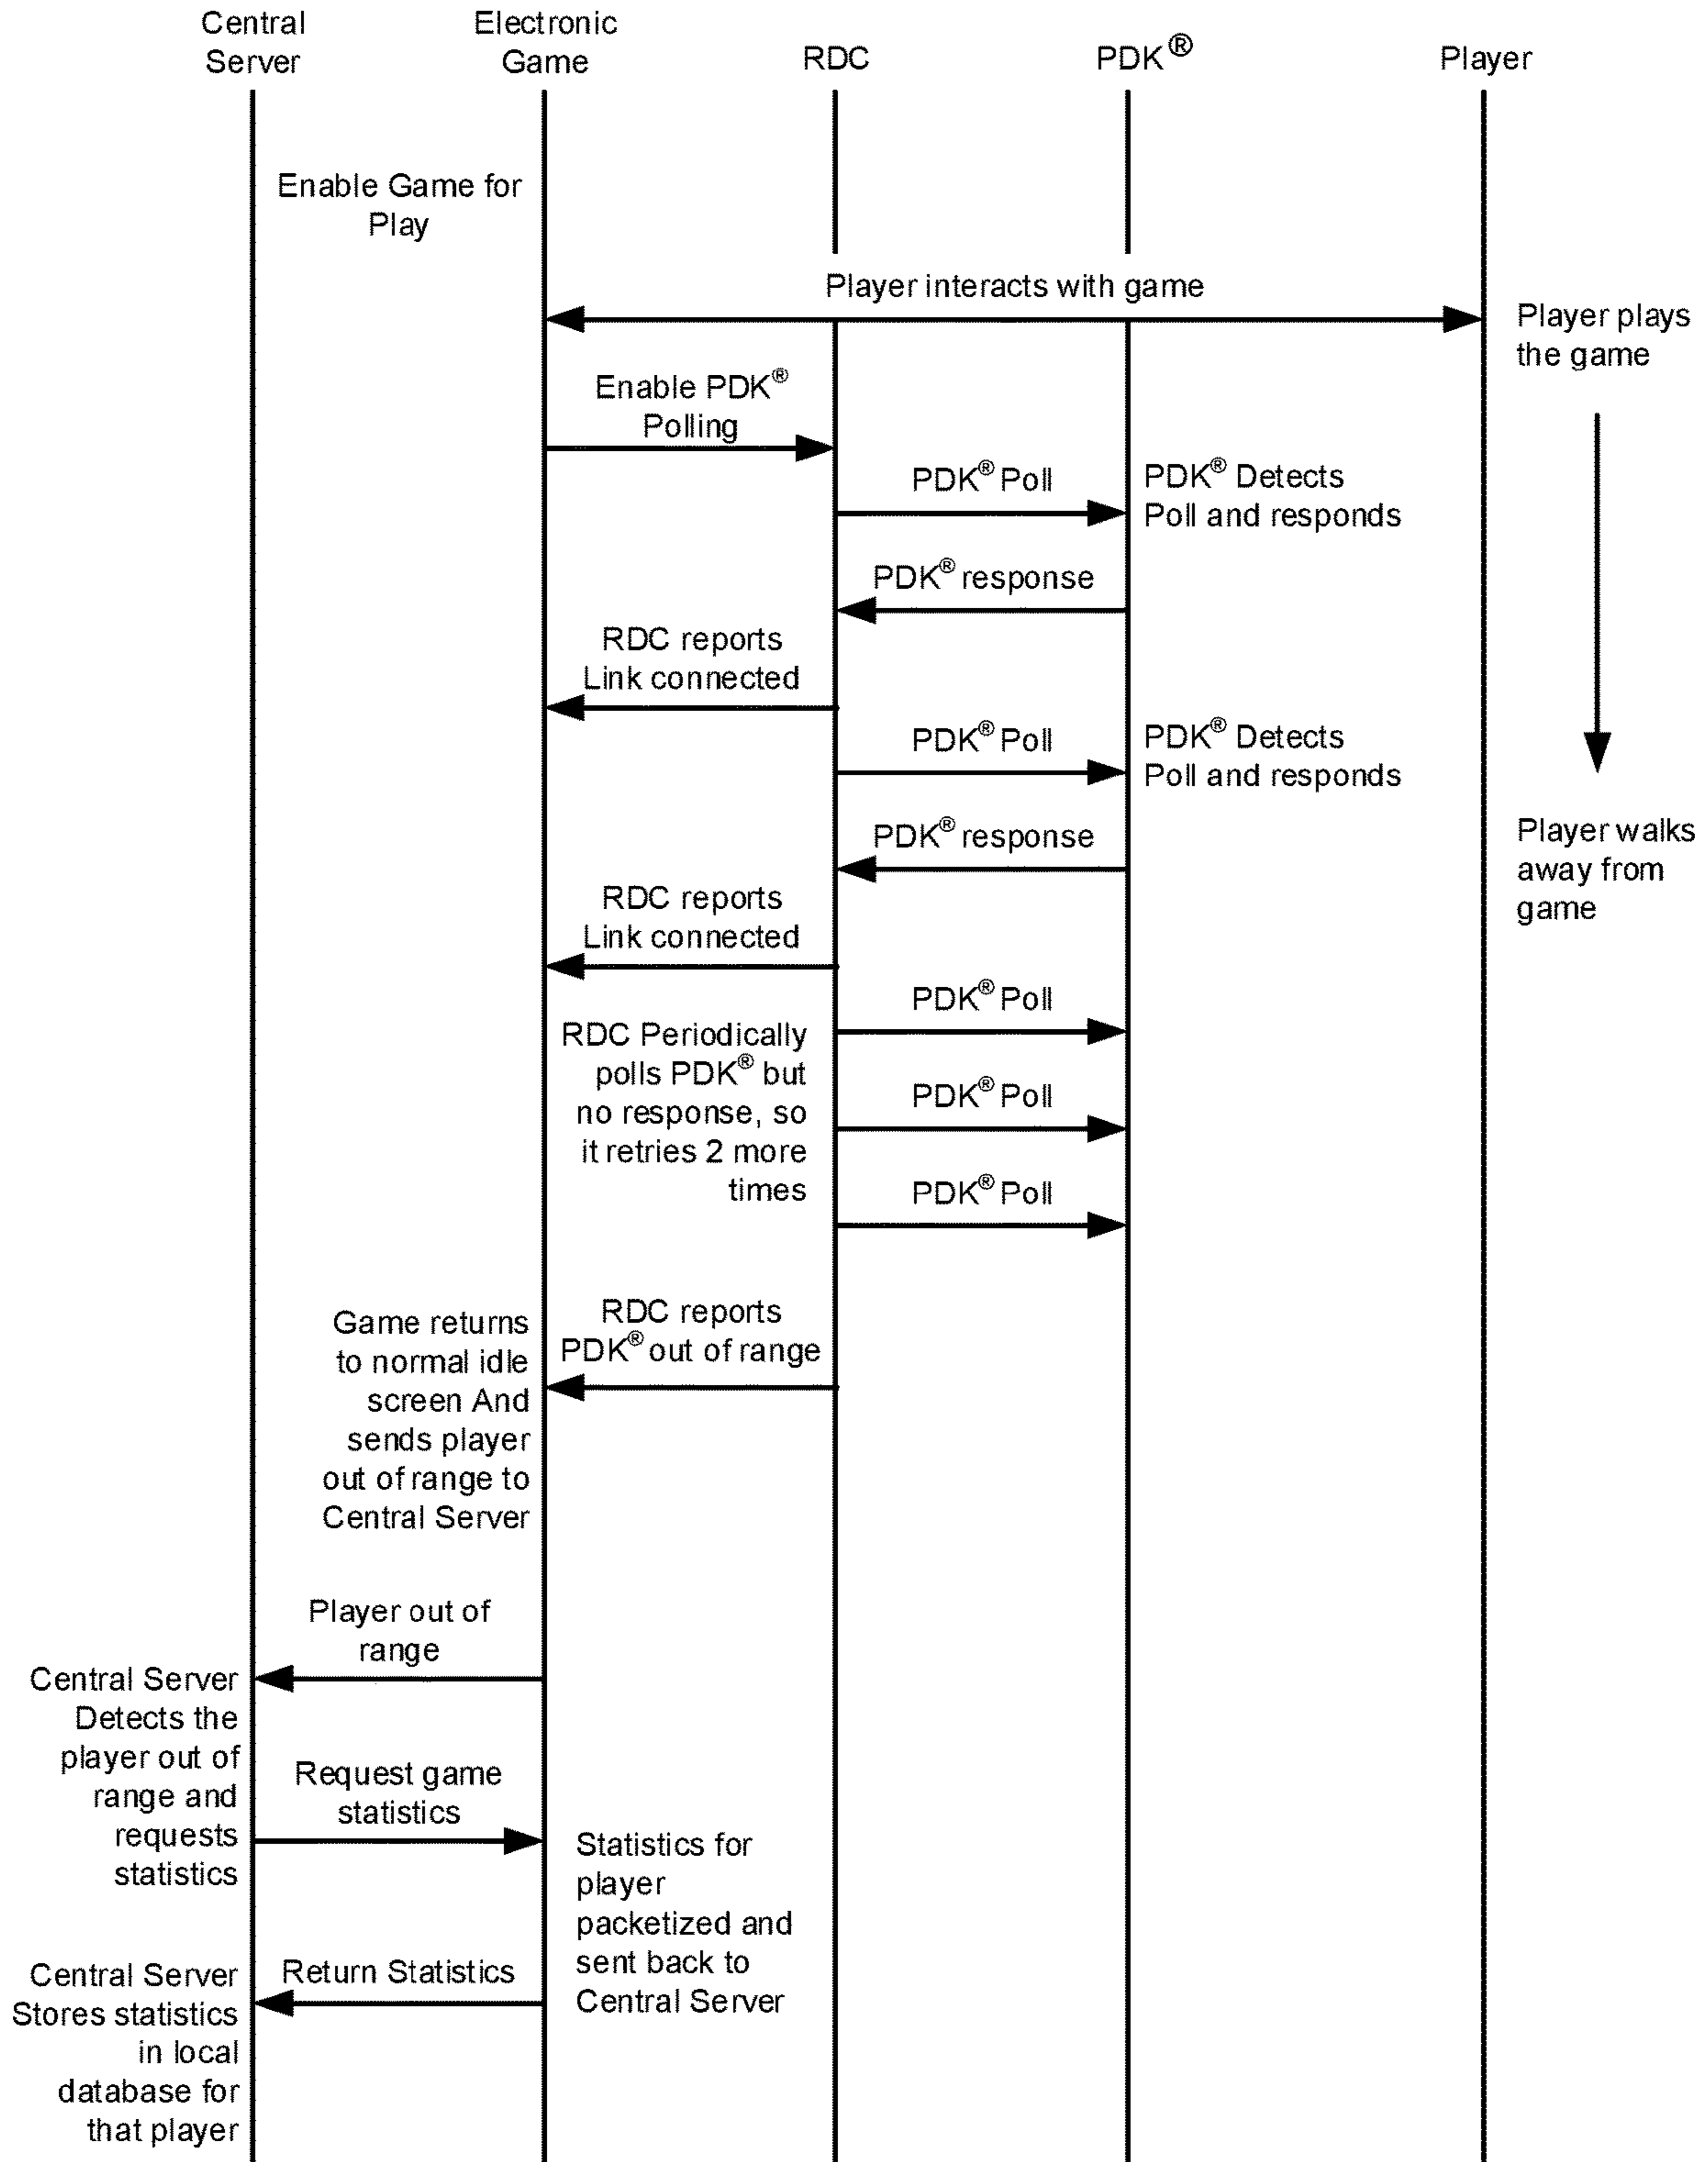 Central
Server
Electronic
Game
RDC
PDK®
Player
Enable Game for
Play
Player interacts with game
Player plays
the game
Enable PDK®
Polling
PDK® Poll
PDK® Detects
Poll and responds
PDK® response
RDC reports
Link connected
PDK® Poll
PDK® Detects
Poll and responds
PDK® response
Player walks
away from
game
RDC reports
Link connected
PDK® Poll
RDC Periodically
polls PDK® but
no response, so
it retries 2 more
times
PDK® Poll
PDK® Poll
RDC reports
PDK® out of range
Game returns
to normal idle
screen And
sends player
out of range to
Central Server
Player out of
range
Central Server
Detects the
player out of
range and
requests
statistics
Request game
statistics
Statistics for
player
packetized and
sent back to
Central Server
Return Statistics
Central Server
Stores statistics
in local
database for
that player